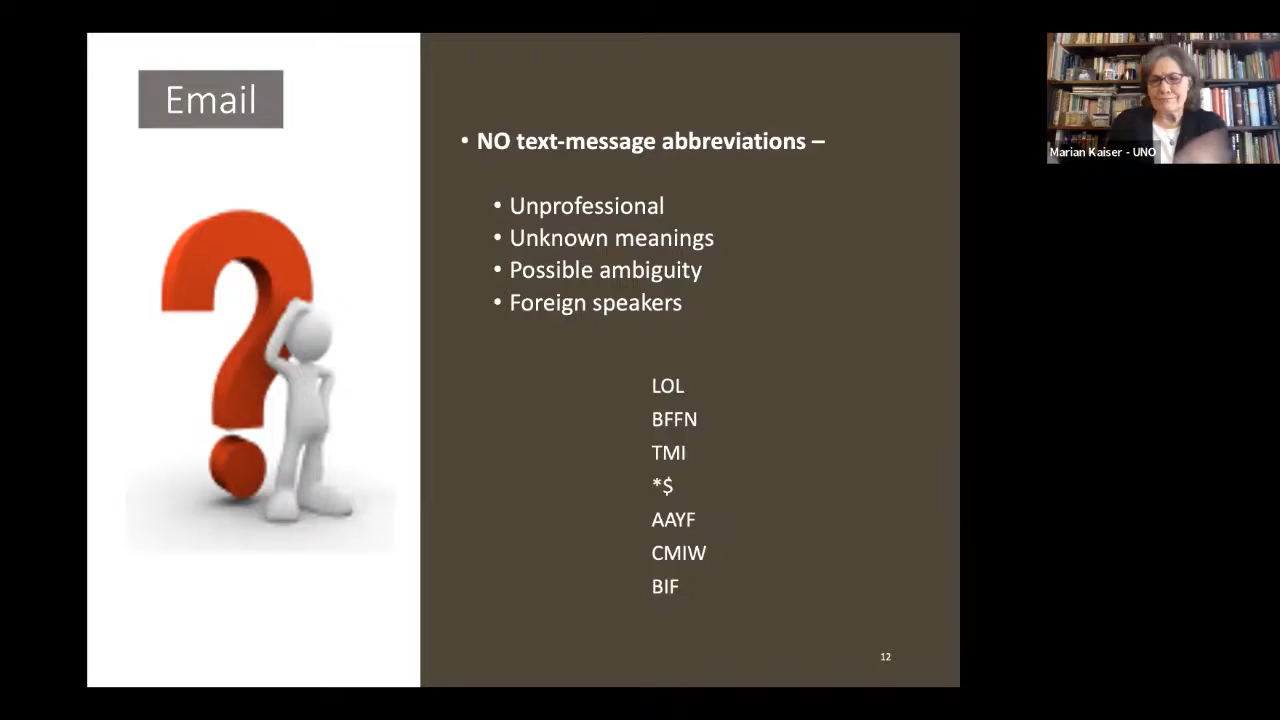 Email
• NO text-message abbreviations –
• Unprofessional
• Unknown meanings
• Possible ambiguity
• Foreign speakers
LOL
BFFN
TMI
*$
AAYF
CMIW
BIF
12
Marian Kaiser - UNO